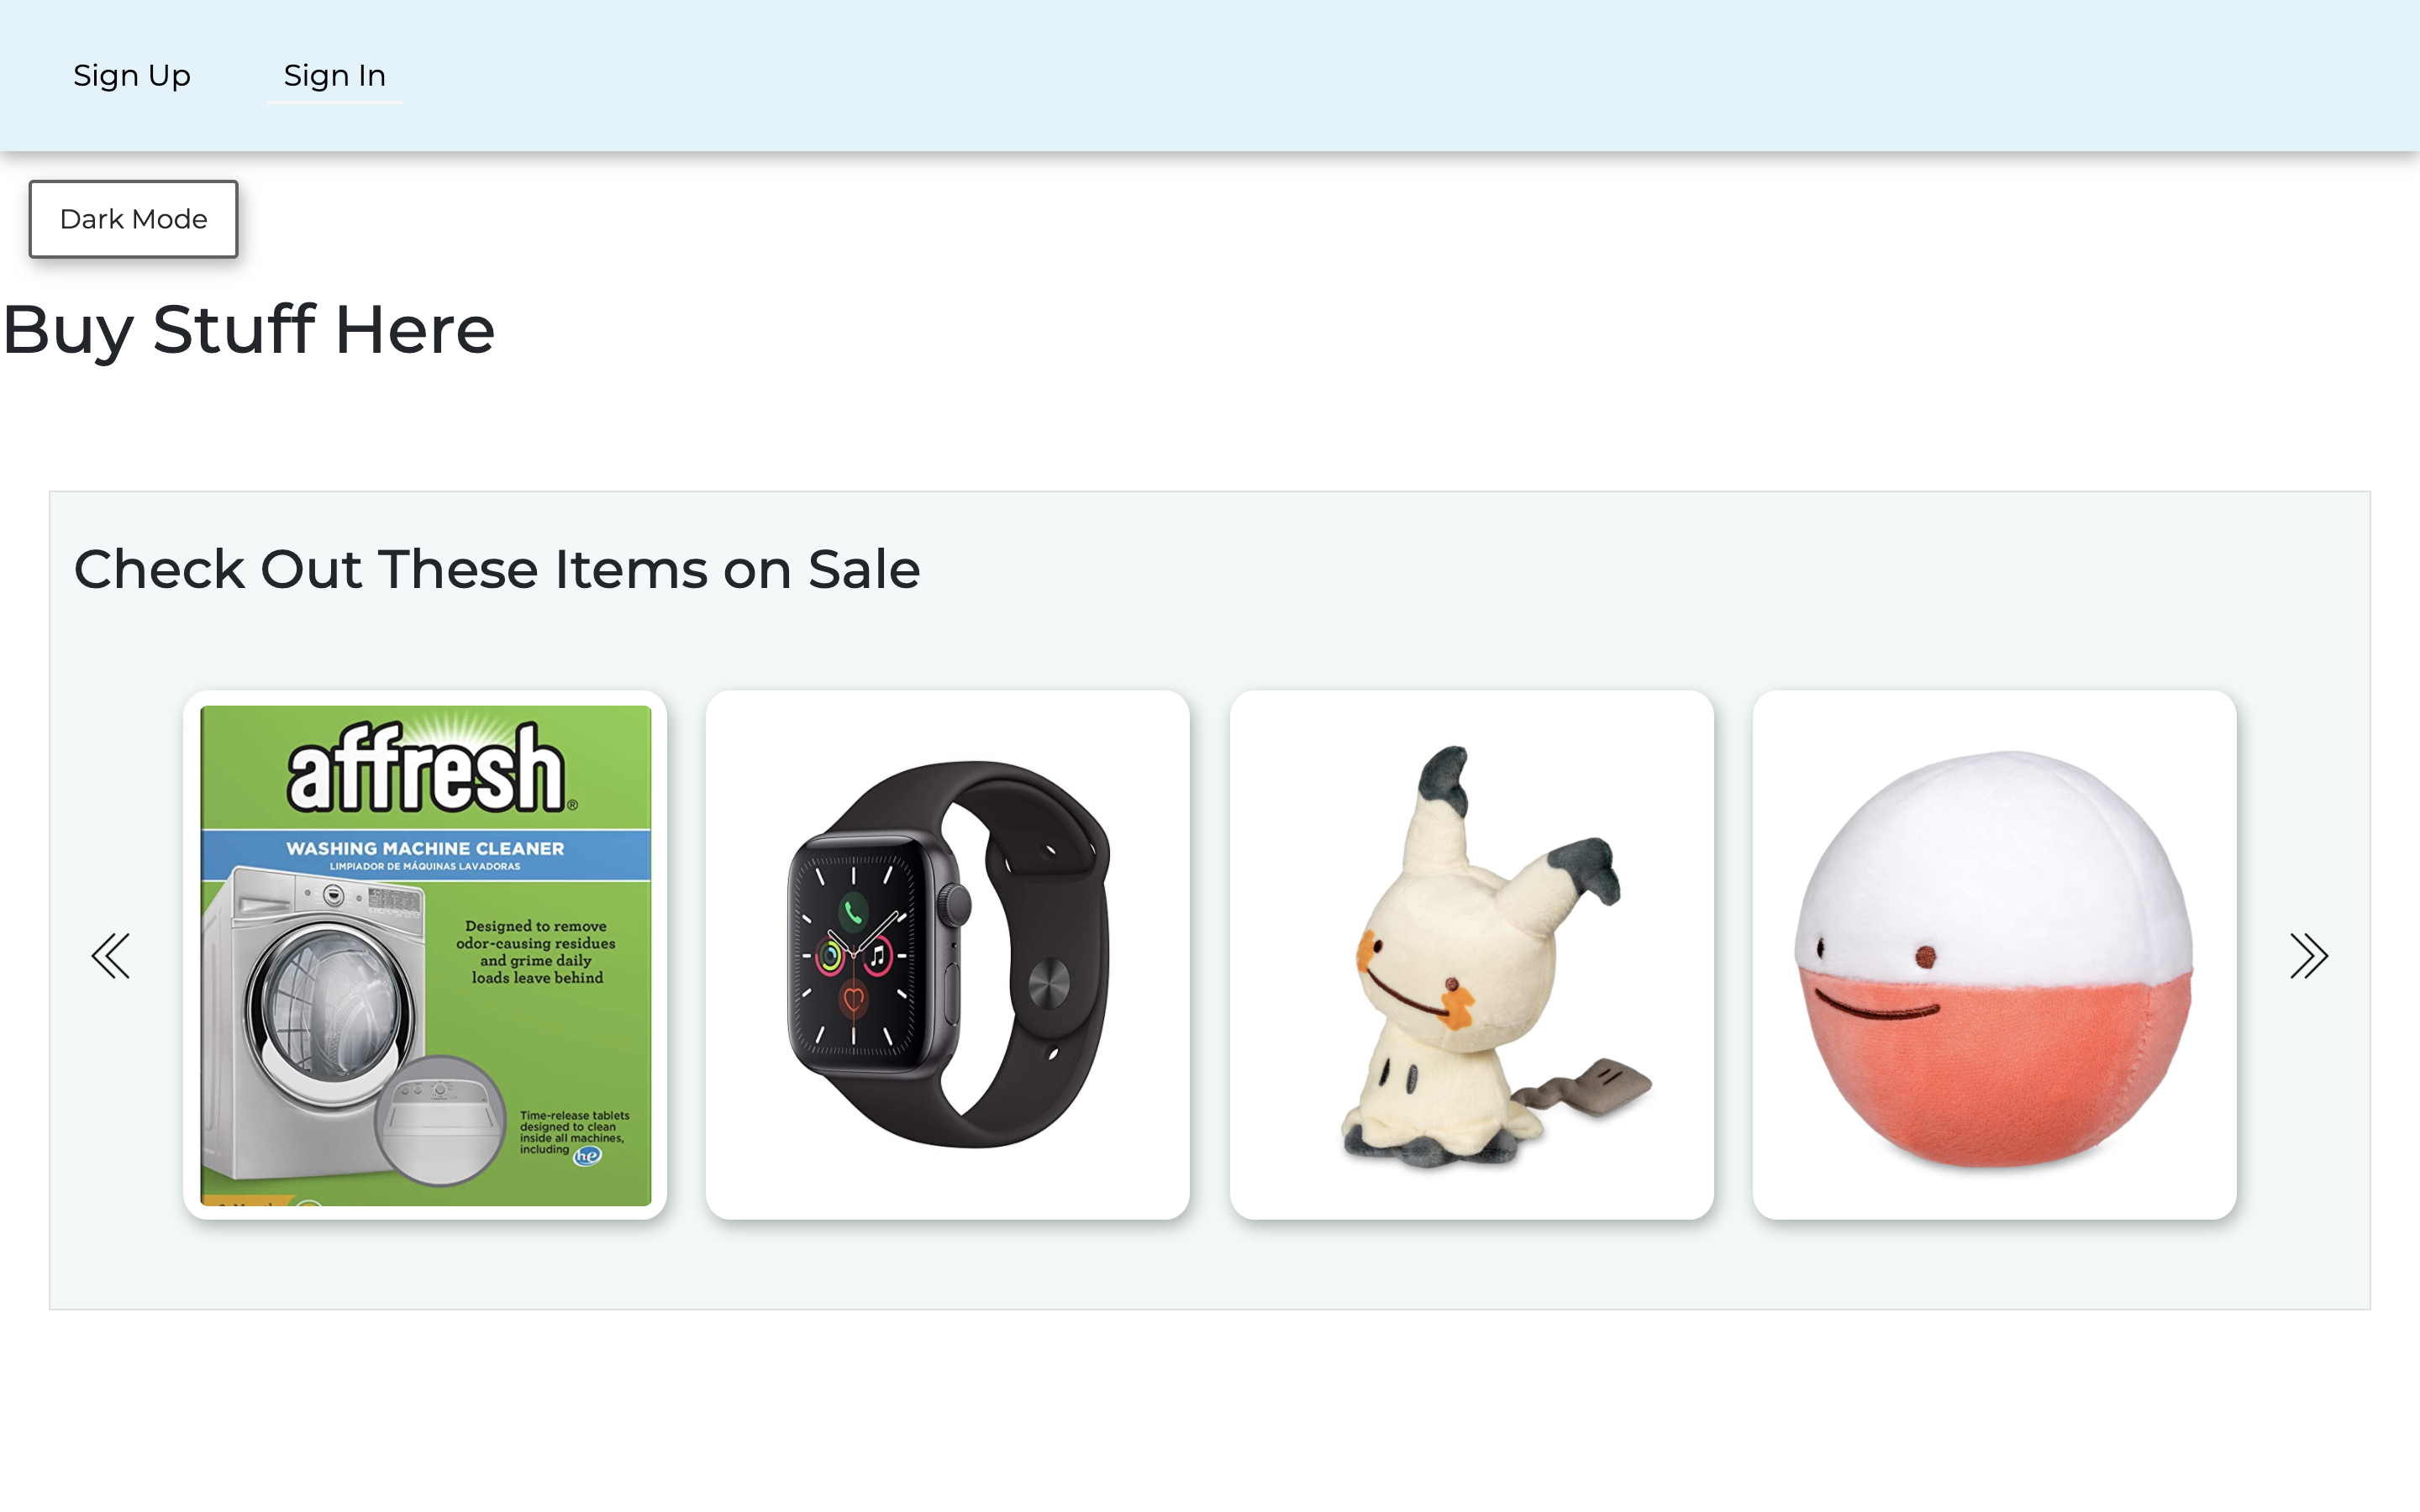 Sign Up
Sign In
Dark Mode
Buy Stuff Here
Check Out These Items on Sale
affresh®
WASHING MACHINE CLEANER
LIMPIADOR DE MÁQUINAS LAVADORAS
Designed to remove
odor-causing residues
and grime daily
loads leave behind
Time-release tablets
designed to clean
inside all machines,
including he